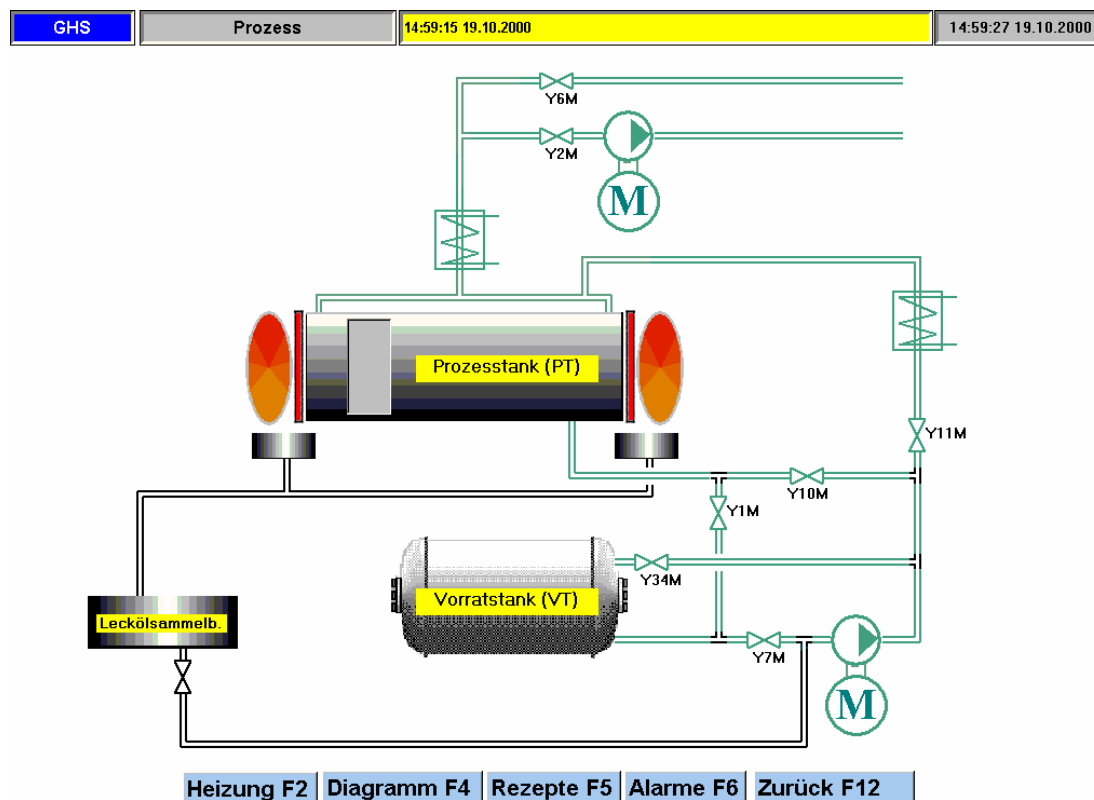 GHS Prozess 14:59:15 19.10.2000 14:59:27 19.10.2000
Y6M
Y2M
M
Prozesstank (PT)
Y11M
Y10M
Y1M
Y34M
Vorratstank (VT)
Leckölsammelb.
Y7M
M
Heizung F2 Diagramm F4 Rezepte F5 Alarme F6 Zurück F12